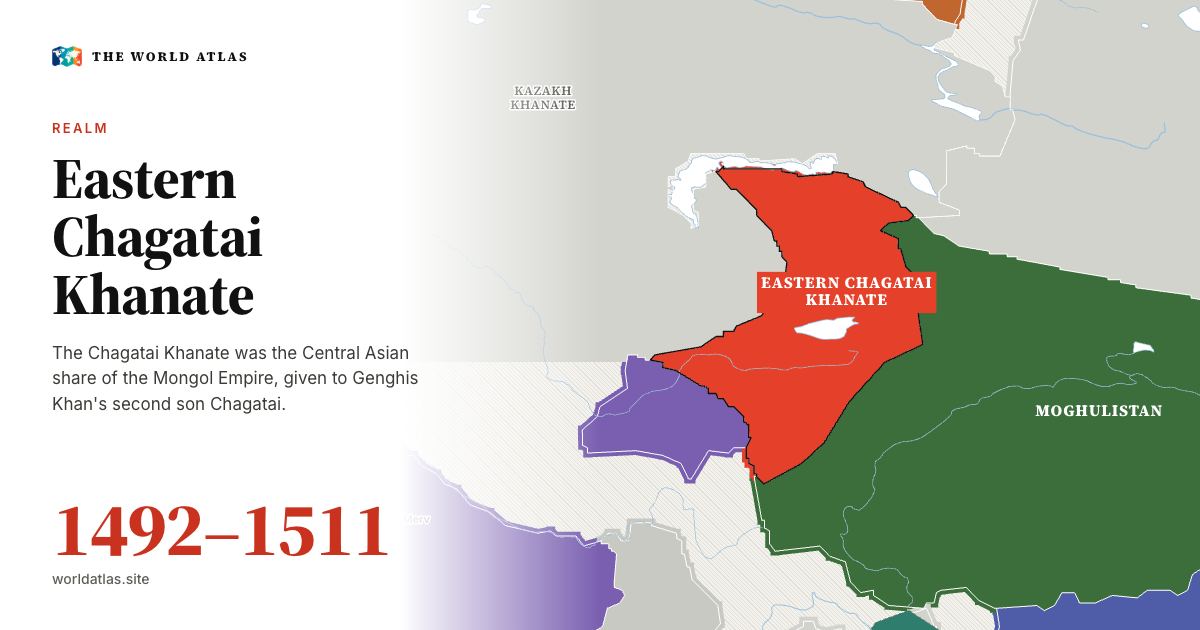 THE WORLD ATLAS
REALM
Eastern
Chagatai
Khanate
The Chagatai Khanate was the Central Asian
share of the Mongol Empire, given to Genghis
Khan's second son Chagatai.
1492–1511
worldatlas.site
KAZAKH
KHANATE
EASTERN CHAGATAI
KHANATE
MOGHULISTAN
Merv